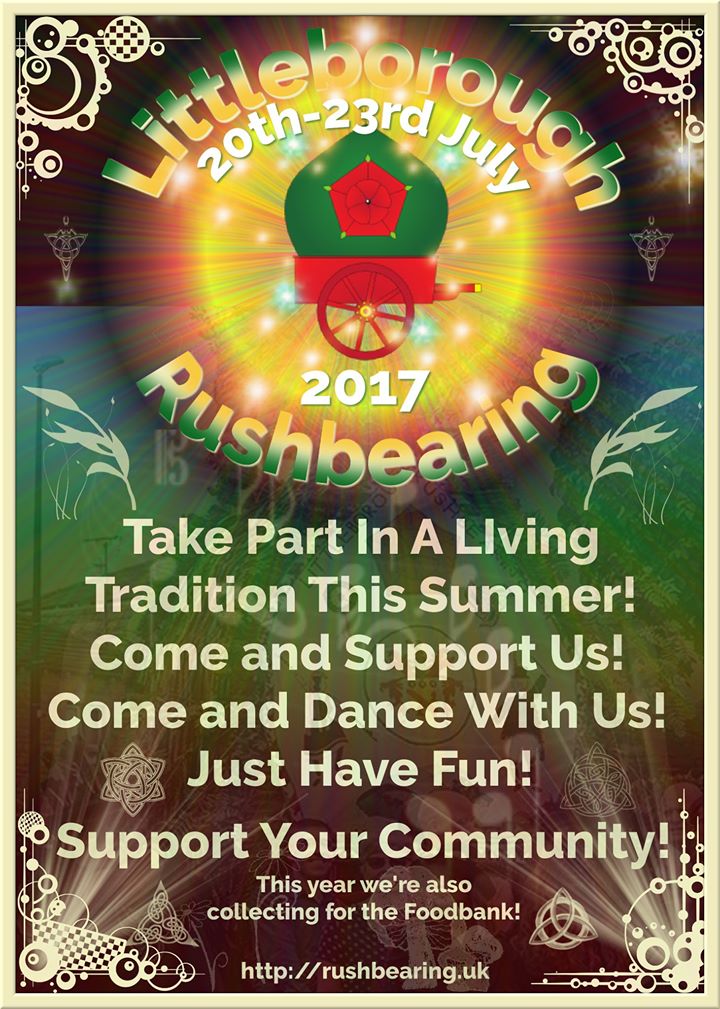 Littleborough
20th-23rd July
2017
Rushbearing
Take Part In A LIving
Tradition This Summer!
Come and Support Us!
Come and Dance With Us!
Just Have Fun!
Support Your Community!
This year we're also
collecting for the Foodbank!
http://rushbearing.uk